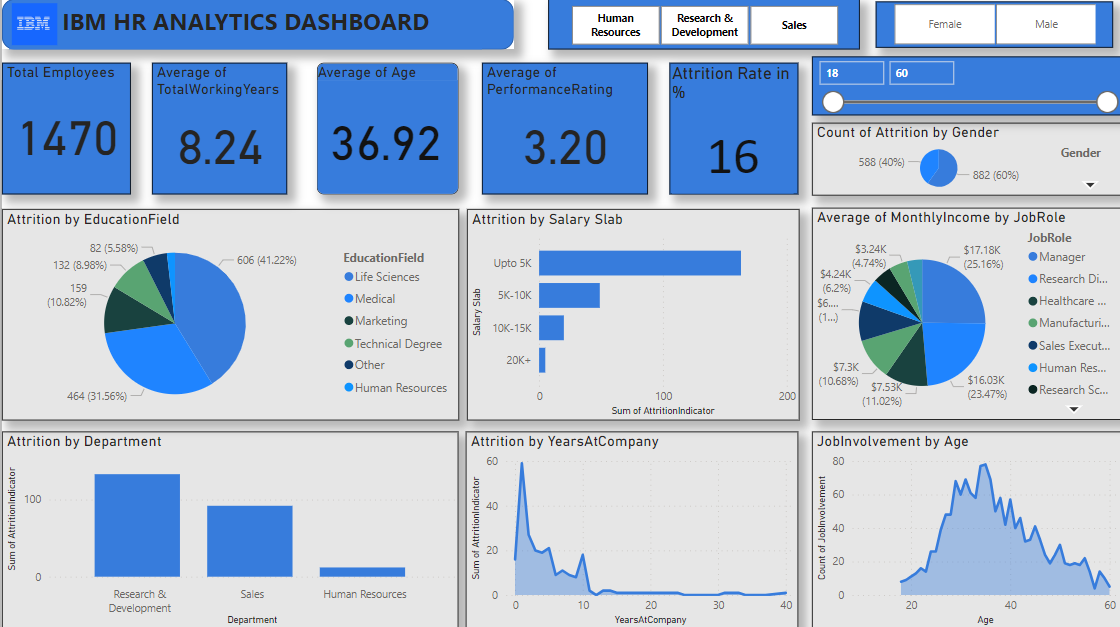 IBM
IBM HR ANALYTICS DASHBOARD
Human
Resources
Research &
Development
Sales
Female
Male
Total Employees
1470
Average of
TotalWorkingYears
8.24
Average of Age
36.92
Average of
PerformanceRating
3.20
Attrition Rate in
%
16
18
60
Count of Attrition by Gender
588 (40%)
882 (60%)
Gender
Attrition by EducationField
82 (5.58%)
132 (8.98%)
159
(10.82%)
464 (31.56%)
606 (41.22%)
EducationField
Life Sciences
Medical
Marketing
Technical Degree
Other
Human Resources
Attrition by Salary Slab
Salary Slab
Upto 5K
5K-10K
10K-15K
20K+
0
100
200
Sum of AttritionIndicator
Average of MonthlyIncome by JobRole
$3.24K
(4.74%)
$4.24K
(6.2%)
$6....
(1...)
$7.3K
(10.68%)
$7.53K
(11.02%)
$17.18K
(25.16%)
$16.03K
(23.47%)
JobRole
Manager
Research Di...
Healthcare ...
Manufacturi...
Sales Execut...
Human Res...
Research Sc...
Attrition by Department
Sum of AttritionIndicator
100
0
Research &
Development
Sales
Human Resources
Department
Attrition by YearsAtCompany
Sum of AttritionIndicator
60
40
20
0
0
10
20
30
40
YearsAtCompany
JobInvolvement by Age
Count of JobInvolvement
80
60
40
20
0
20
40
60
Age